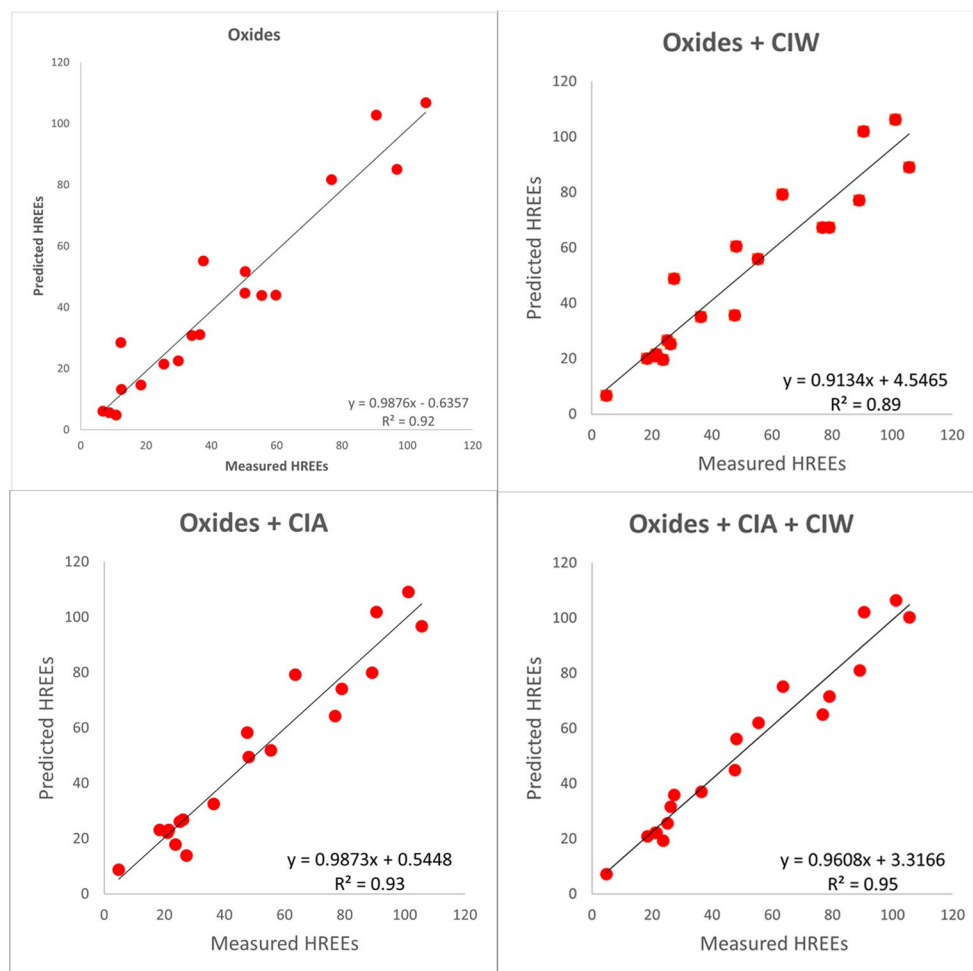 Oxides
120
100
80
60
40
20
0
Predicted HREEs
y = 0.9876x - 0.6357
R² = 0.92
0 20 40 60 80 100 120
Measured HREEs
Oxides + CIW
120
100
80
60
40
20
0
Predicted HREEs
y = 0.9134x + 4.5465
R² = 0.89
0 20 40 60 80 100 120
Measured HREEs
Oxides + CIA
120
100
80
60
40
20
0
Predicted HREEs
y = 0.9873x + 0.5448
R² = 0.93
0 20 40 60 80 100 120
Measured HREEs
Oxides + CIA + CIW
120
100
80
60
40
20
0
Predicted HREEs
y = 0.9608x + 3.3166
R² = 0.95
0 20 40 60 80 100 120
Measured HREEs